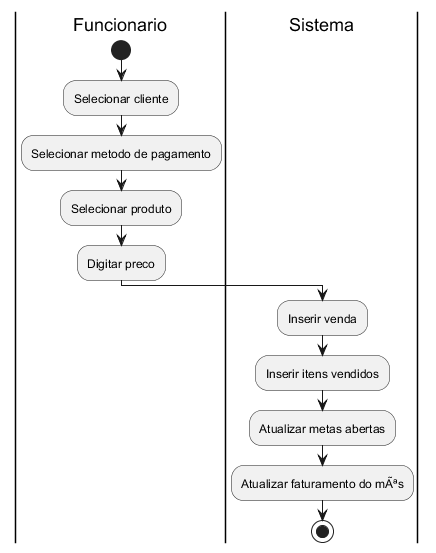 Funcionario
Sistema
Selecionar cliente
Selecionar metodo de pagamento
Selecionar produto
Digitar preco
Inserir venda
Inserir itens vendidos
Atualizar metas abertas
Atualizar faturamento do mÃªs